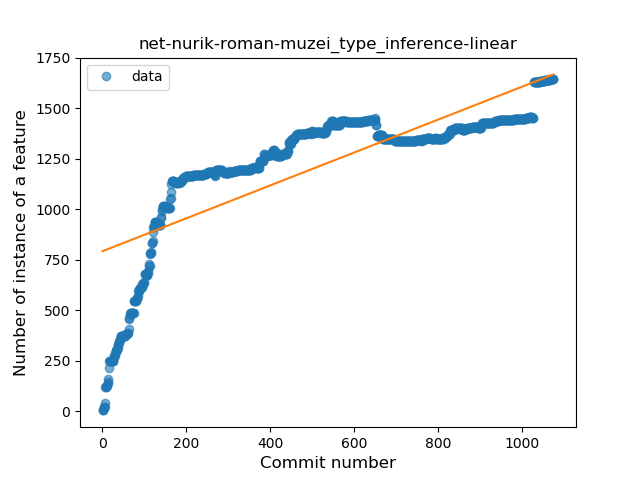 net-nurik-roman-muzei_type_inference-linear
data
Number of instance of a feature
1750
1500
1250
1000
750
500
250
0
0 200 400 600 800 1000
Commit number